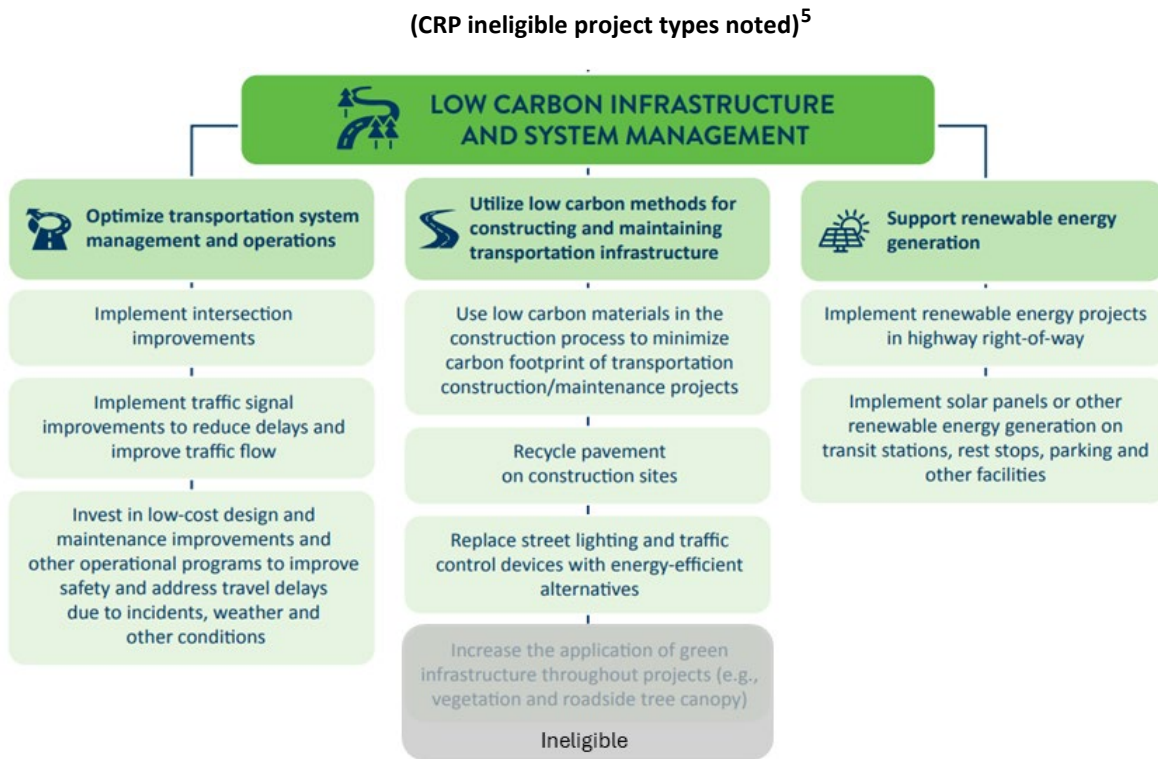 (CRP ineligible project types noted)5
LOW CARBON INFRASTRUCTURE
AND SYSTEM MANAGEMENT
Optimize transportation system
management and operations
Implement intersection
improvements
Implement traffic signal
improvements to reduce delays and
improve traffic flow
Invest in low-cost design and
maintenance improvements and
other operational programs to improve
safety and address travel delays
due to incidents, weather and
other conditions
Utilize low carbon methods for
constructing and maintaining
transportation infrastructure
Use low carbon materials in the
construction process to minimize
carbon footprint of transportation
construction/maintenance projects
Recycle pavement
on construction sites
Replace street lighting and traffic
control devices with energy-efficient
alternatives
Increase the application of green
infrastructure throughout projects (e.g.,
vegetation and roadside tree canopy)
Ineligible
Support renewable energy
generation
Implement renewable energy projects
in highway right-of-way
Implement solar panels or other
renewable energy generation on
transit stations, rest stops, parking and
other facilities